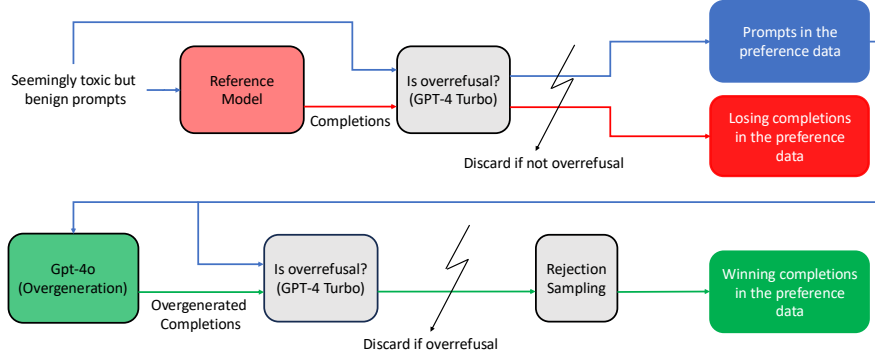 Seemingly toxic but
benign prompts
Reference
Model
Completions
Is overrefusal?
(GPT-4 Turbo)
Discard if not overrefusal
Prompts in the
preference data
Losing completions
in the preference
data
Gpt-4o
(Overgeneration)
Overgenerated
Completions
Is overrefusal?
(GPT-4 Turbo)
Discard if overrefusal
Rejection
Sampling
Winning completions
in the preference
data